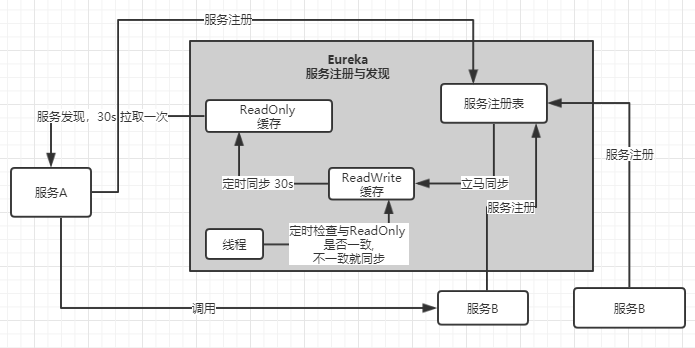 服务注册
Eureka
服务注册与发现
ReadOnly
缓存
服务注册表
服务发现，30s 拉取一次
服务注册
服务A
定时同步 30s
ReadWrite
缓存
立马同步
服务注册
线程
定时检查与ReadOnly
是否一致,
不一致就同步
调用
服务B
服务B